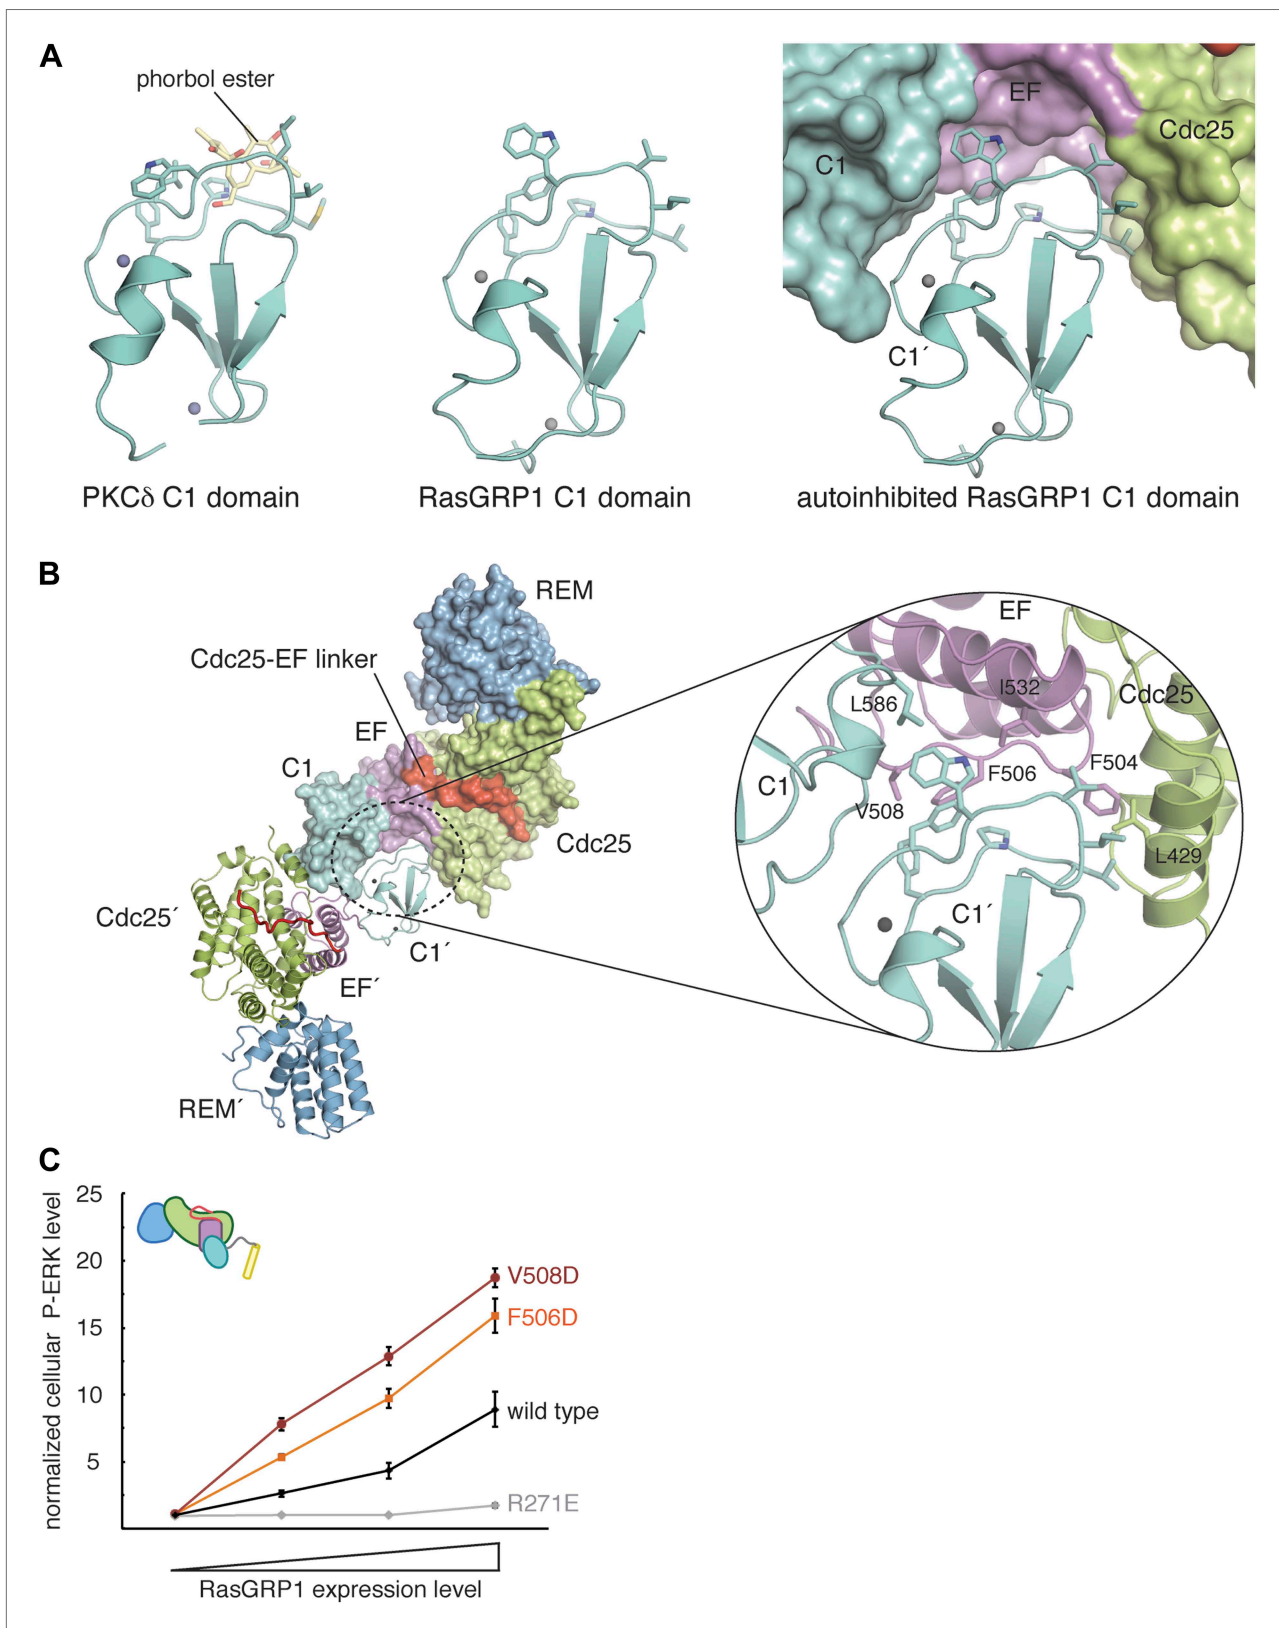 A
phorbol ester
EF
Cdc25
C1
C1´
PKCδ C1 domain
RasGRP1 C1 domain
autoinhibited RasGRP1 C1 domain
B
REM
Cdc25-EF linker
EF
C1
Cdc25
Cdc25´
C1´
EF´
REM´
EF
I532
Cdc25
L586
F506
F504
C1
V508
L429
C1´
C
normalized cellular P-ERK level
25
20
15
10
5
V508D
F506D
wild type
R271E
RasGRP1 expression level